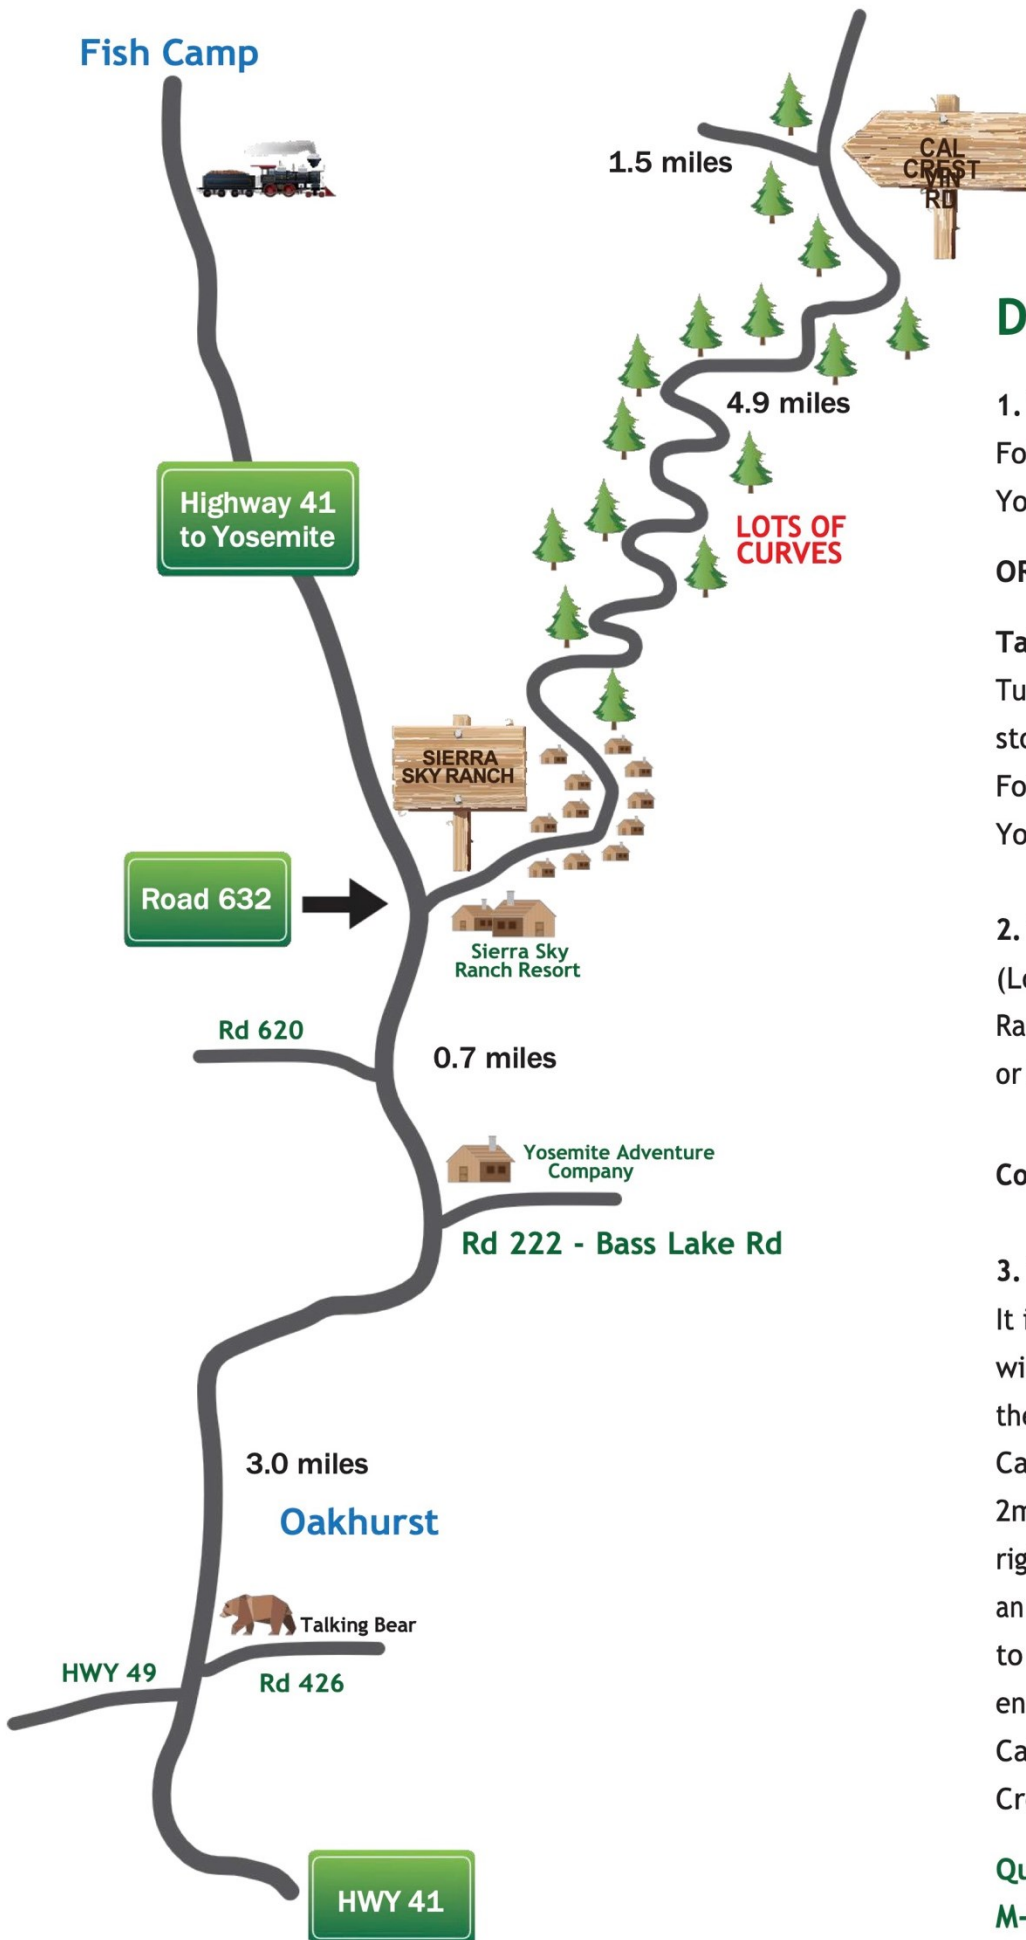 Fish Camp
1.5 miles
CAL
CREST
VIN
RD
4.9 miles
Highway 41
to Yosemite
LOTS OF
CURVES
SIERRA
SKY RANCH
Road 632
Sierra Sky
Ranch Resort
Rd 620
0.7 miles
Yosemite Adventure
Company
Rd 222 - Bass Lake Rd
3.0 miles
Oakhurst
Talking Bear
HWY 49
Rd 426
HWY 41
D
1.
Fo
Yo
OR
Ta
Tu
sto
Fo
Yo
2.
(Lo
Ra
or
Co
3.
It i
wi
the
Ca
2m
rig
an
to
en
Ca
Cr
Qu
M-